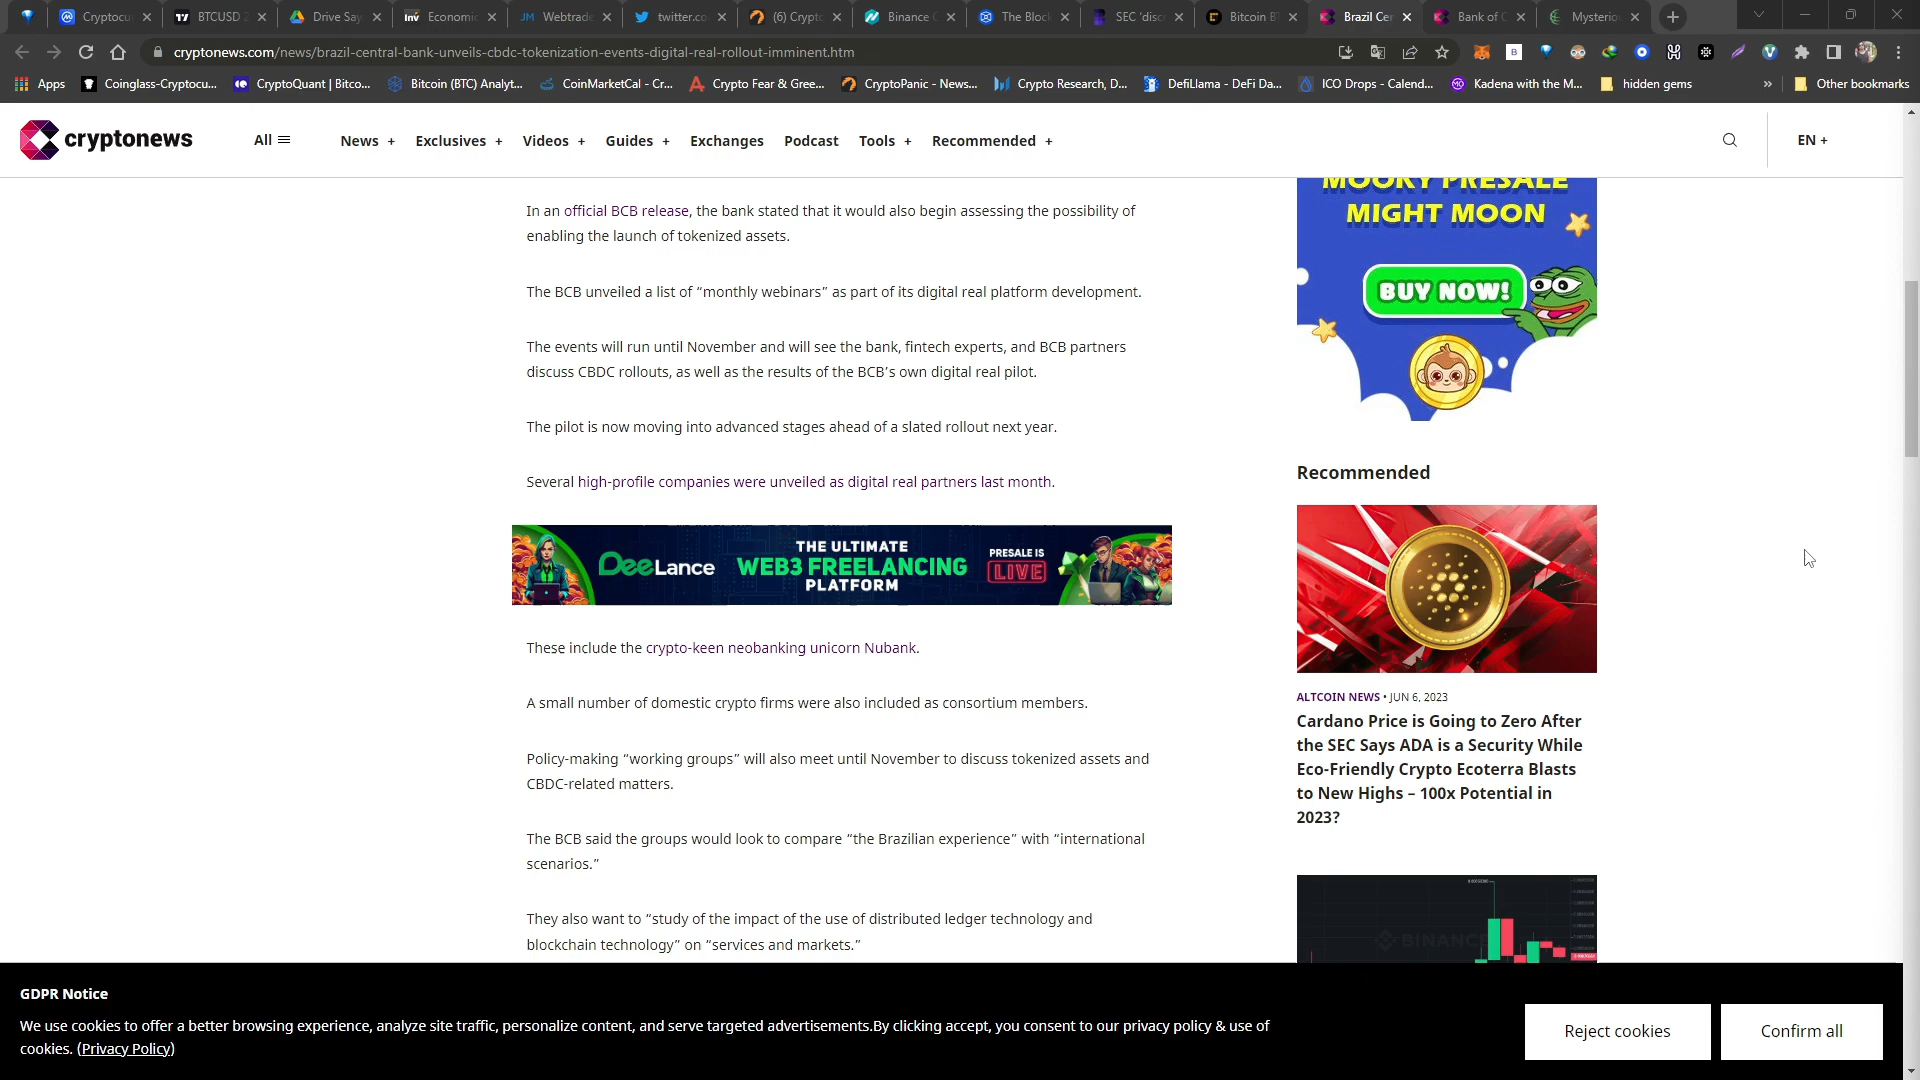 Cryptocu
BTCUSD 2
Drive Say
Economic
Webtrade
twitter.co
(6) Crypt
Binance
The Block
SEC 'disc
Bitcoin B
Brazil Cen
Bank of C
Mysterio
cryptonews.com/news/brazil-central-bank-unveils-cbdc-tokenization-events-digital-real-rollout-imminent.htm
Apps
Coinglass-Cryptocu...
CryptoQuant | Bitco...
Bitcoin (BTC) Analyt...
CoinMarketCal - Cr...
Crypto Fear & Gree...
CryptoPanic - News...
Crypto Research, D...
DefiLlama - DeFi Da...
ICO Drops - Calend...
Kadena with the M...
hidden gems
»
Other bookmarks
cryptonews
All
News +
Exclusives +
Videos +
Guides +
Exchanges
Podcast
Tools +
Recommended +
EN +
In an official BCB release, the bank stated that it would also begin assessing the possibility of
enabling the launch of tokenized assets.
The BCB unveiled a list of “monthly webinars” as part of its digital real platform development.
The events will run until November and will see the bank, fintech experts, and BCB partners
discuss CBDC rollouts, as well as the results of the BCB’s own digital real pilot.
The pilot is now moving into advanced stages ahead of a slated rollout next year.
Several high-profile companies were unveiled as digital real partners last month.
DeeLance
THE ULTIMATE
WEB3 FREELANCING
PLATFORM
PRESALE IS
LIVE
These include the crypto-keen neobanking unicorn Nubank.
A small number of domestic crypto firms were also included as consortium members.
Policy-making “working groups” will also meet until November to discuss tokenized assets and
CBDC-related matters.
The BCB said the groups would look to compare “the Brazilian experience” with “international
scenarios.”
They also want to “study of the impact of the use of distributed ledger technology and
blockchain technology” on “services and markets.”
MOOKY PRESALE
MIGHT MOON
BUY NOW!
Recommended
ALTCOIN NEWS • JUN 6, 2023
Cardano Price is Going to Zero After
the SEC Says ADA is a Security While
Eco-Friendly Crypto Ecoterra Blasts
to New Highs – 100x Potential in
2023?
BINANCE
GDPR Notice
We use cookies to offer a better browsing experience, analyze site traffic, personalize content, and serve targeted advertisements.By clicking accept, you consent to our privacy policy & use of
cookies. (Privacy Policy)
Reject cookies
Confirm all